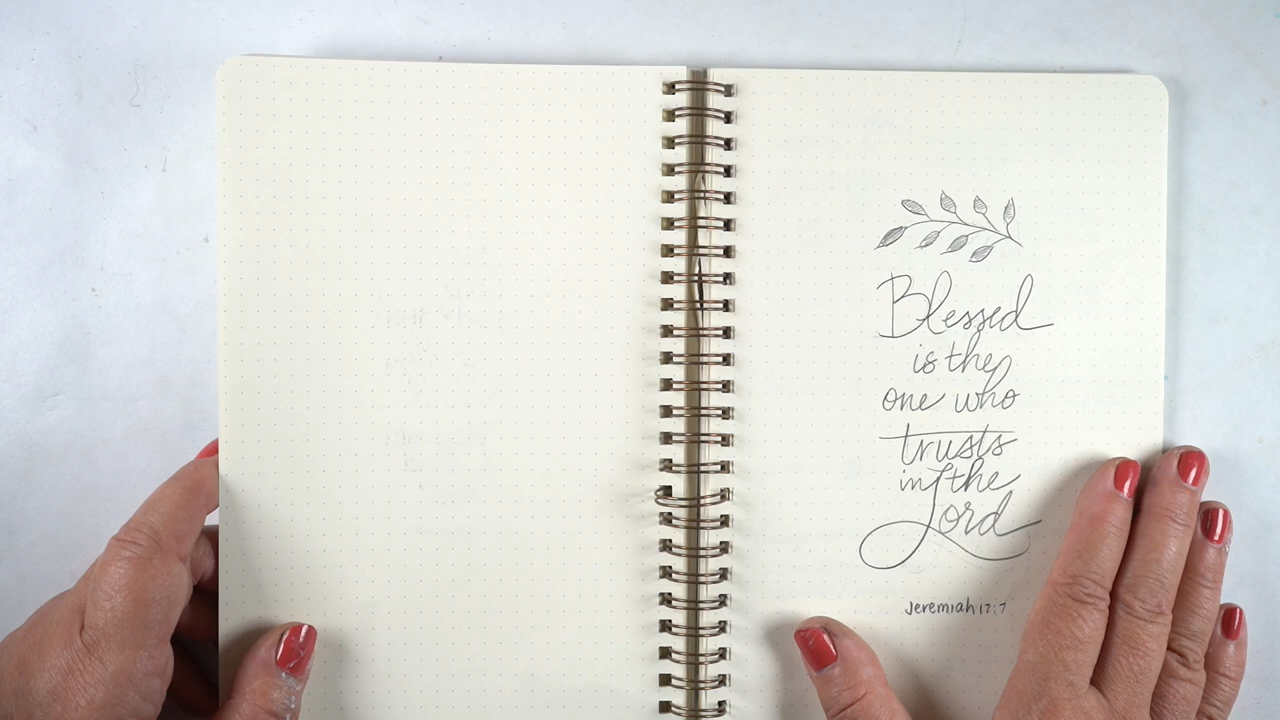 Blessed
is the
one who
trusts
in the
Lord
Jeremiah 17:7